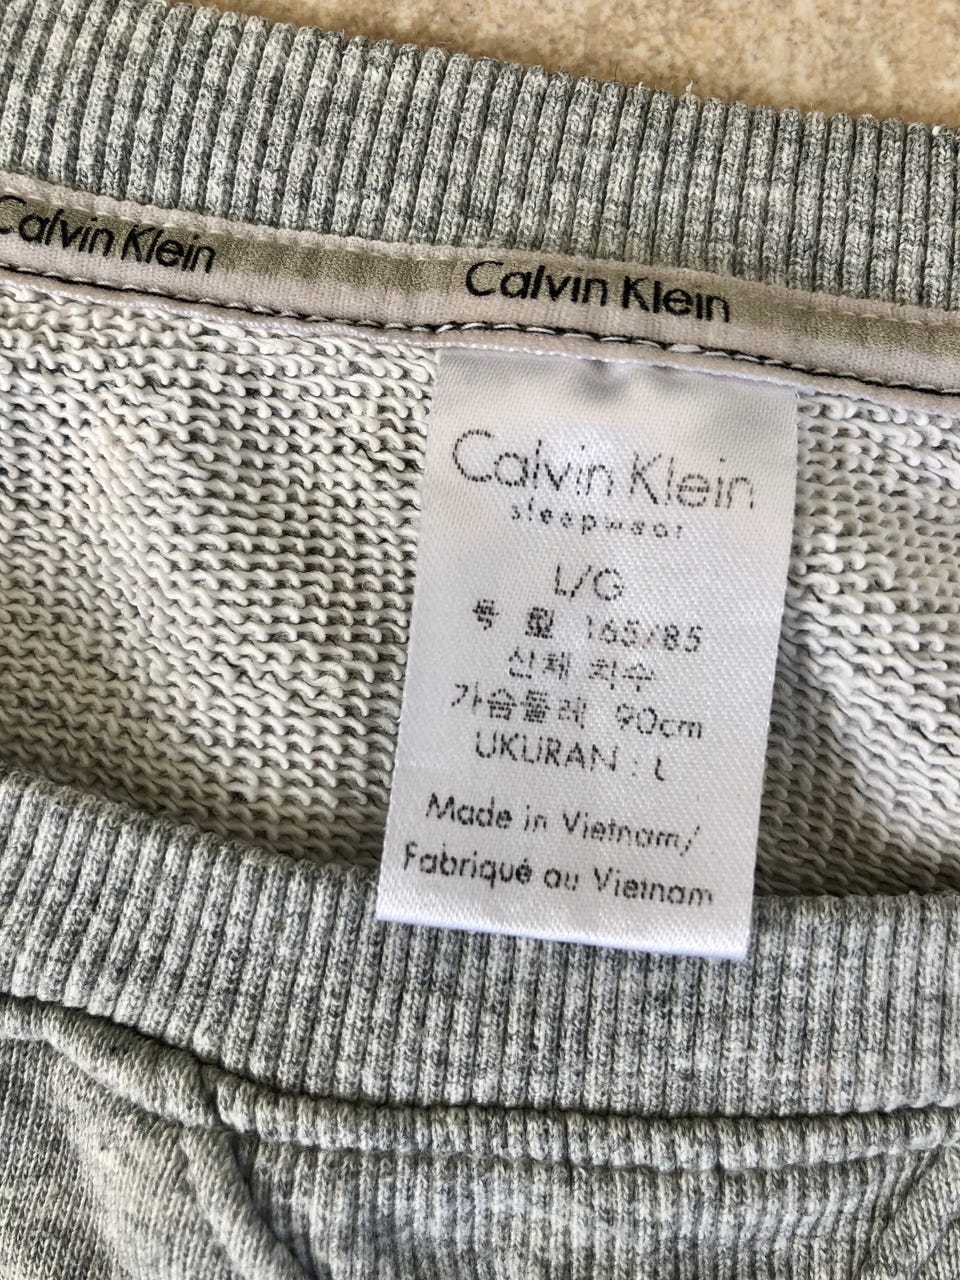 Calvin Klein
Calvin Klein
Calvin Klein
sleepwear
L/G
165/85
신체 치수
가슴둘레 90cm
UKURAN : L
Made in Vietnam/
Fabriqué au Vietnam